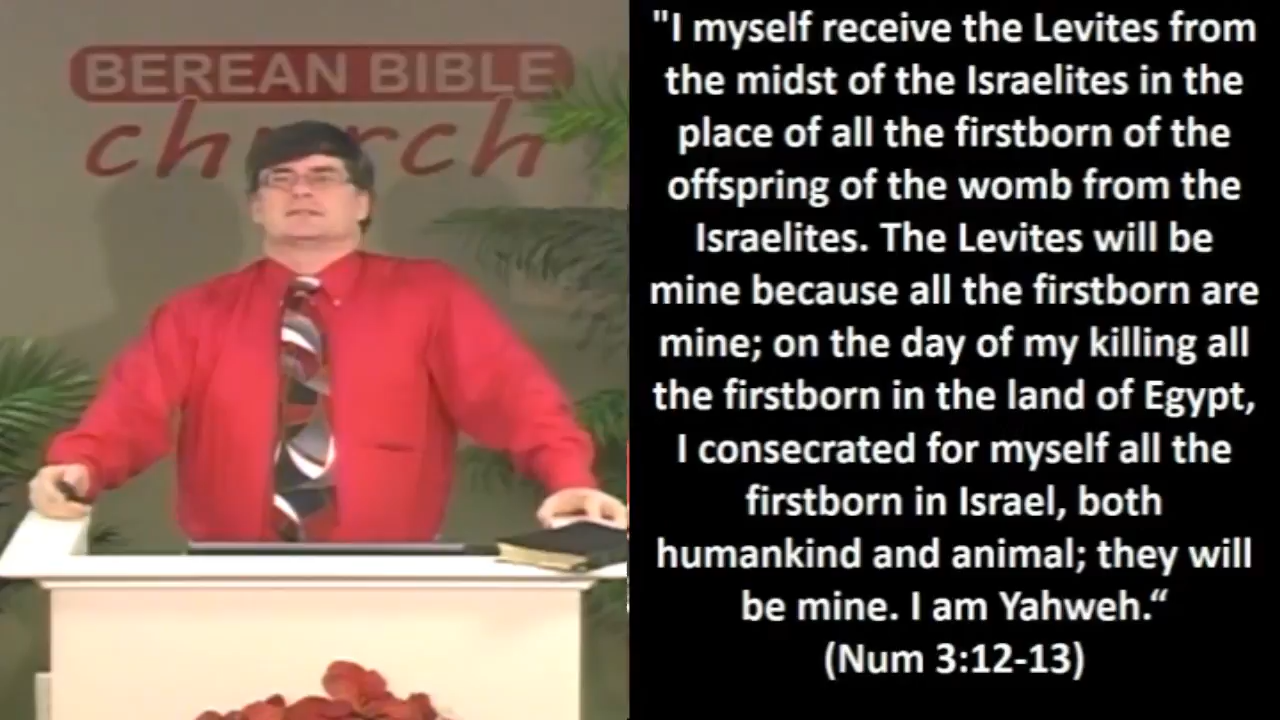 BEREAN BIBLE
church
"I myself receive the Levites from
the midst of the Israelites in the
place of all the firstborn of the
offspring of the womb from the
Israelites. The Levites will be
mine because all the firstborn are
mine; on the day of my killing all
the firstborn in the land of Egypt,
I consecrated for myself all the
firstborn in Israel, both
humankind and animal; they will
be mine. I am Yahweh.“
(Num 3:12-13)